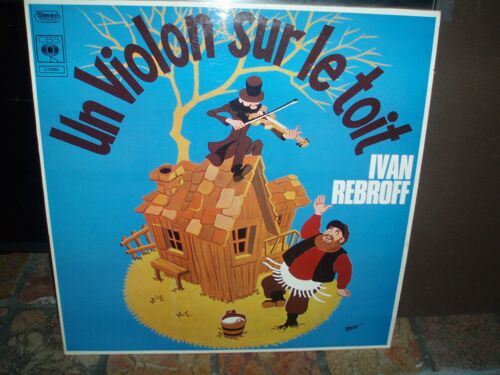 Stereo
CBS
Un Violon sur le toit
IVAN
REBROFF